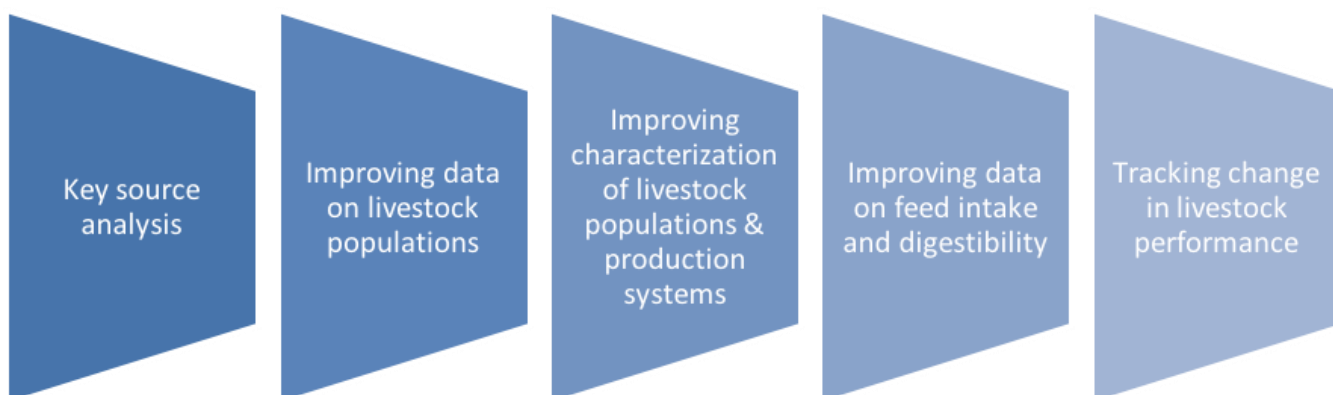 Key source
analysis
Improving data
on livestock
populations
Improving
characterization
of livestock
populations &
production
systems
Improving data
on feed intake
and digestibility
Tracking change
in livestock
performance